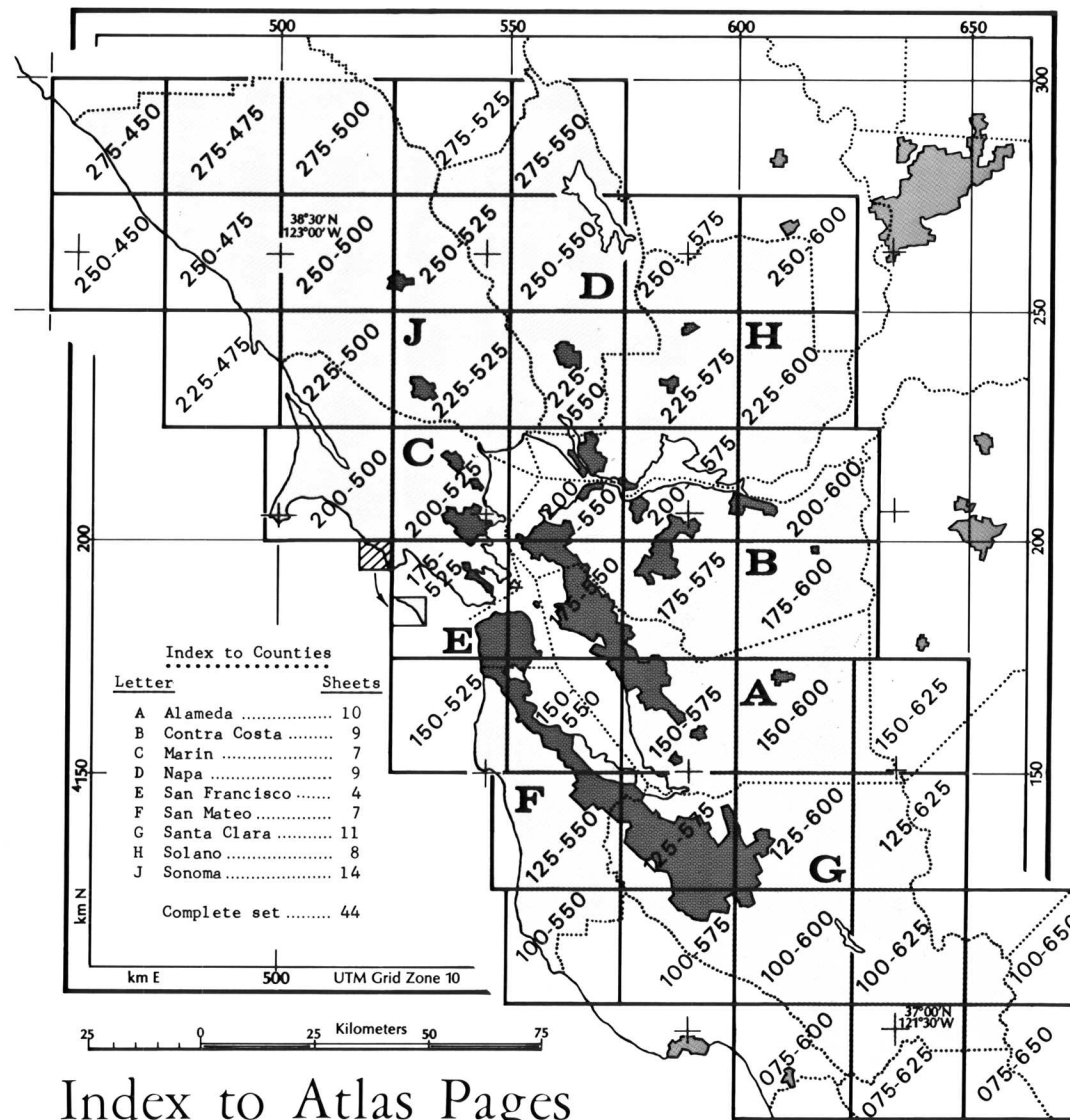 500 550 600 650
300
275-450 275-475 275-500 275-525 275-550
38°30′N
123°00′W
250-450 250-475 250-500 250-525 250-550 250-575 250-600
D
250
J H
225-475 225-500 225-525 225-550 225-575 225-600
C
200-500 200-525 200-550 200-575 200-600
200 200
B
175-525 175-550 175-575 175-600
E
Index to Counties
Letter Sheets
A Alameda ................. 10
B Contra Costa ......... 9
C Marin ..................... 7
D Napa ...................... 9
E San Francisco ...... 4
F San Mateo .............. 7
G Santa Clara ........... 11
H Solano .................... 8
J Sonoma ................... 14
Complete set ......... 44
A
150-525 150-550 150-575 150-600 150-625
4150 150
F
125-550 125-575 125-600 125-625
G
km N
100-550 100-575 100-600 100-625 100-650
km E 500 UTM Grid Zone 10
37°00′N
121°30′W
25 0 25 Kilometers 50 75
075-600 075-625 075-650
Index to Atlas Pages